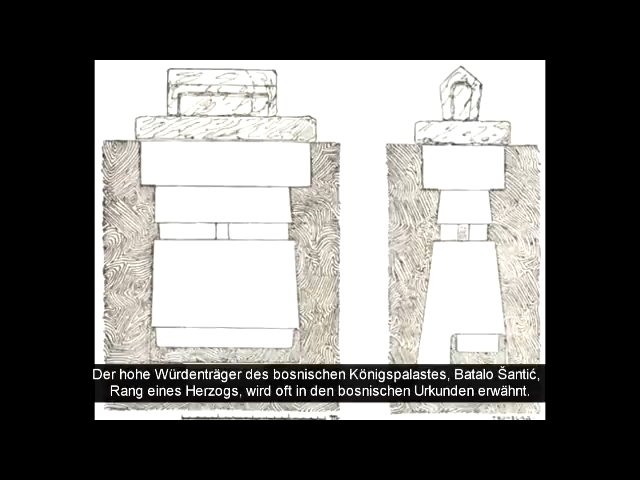 Der hohe Würdenträger des bosnischen Königspalastes, Batalo Šantić,
Rang eines Herzogs, wird oft in den bosnischen Urkunden erwähnt.